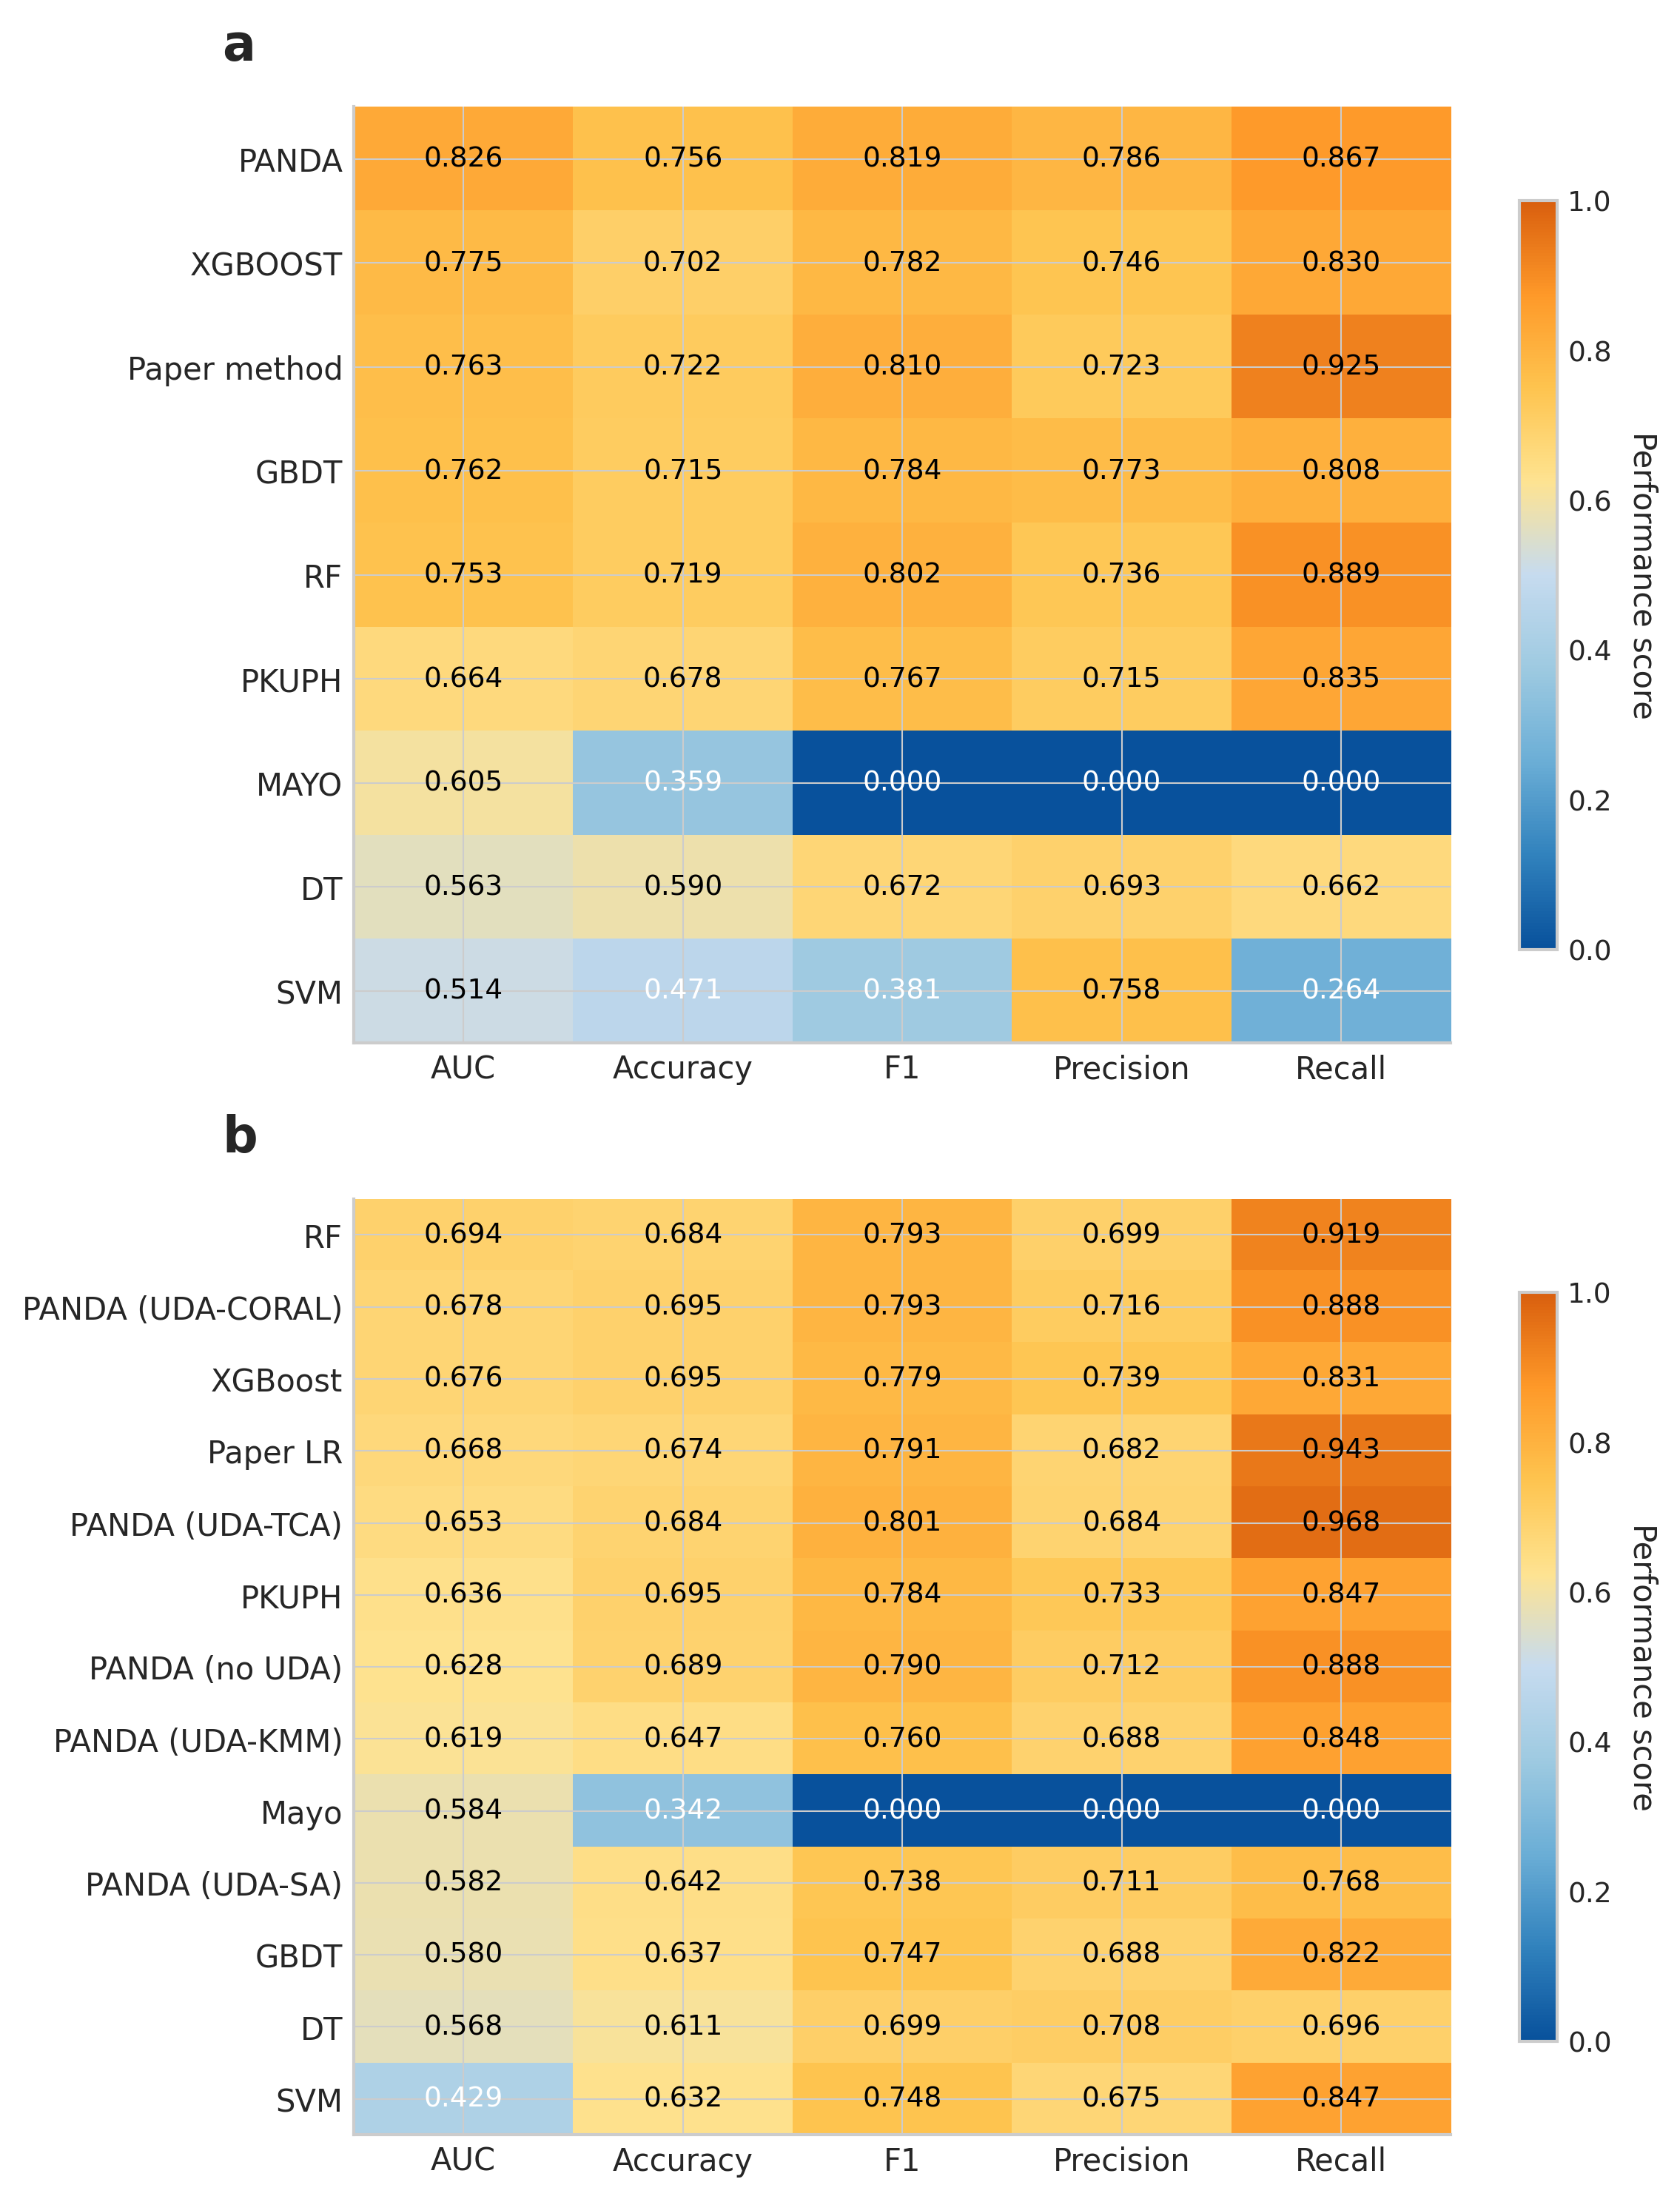 a
PANDA 0.826 0.756 0.819 0.786 0.867
XGBOOST 0.775 0.702 0.782 0.746 0.830
Paper method 0.763 0.722 0.810 0.723 0.925
GBDT 0.762 0.715 0.784 0.773 0.808
RF 0.753 0.719 0.802 0.736 0.889
PKUPH 0.664 0.678 0.767 0.715 0.835
MAYO 0.605 0.359 0.000 0.000 0.000
DT 0.563 0.590 0.672 0.693 0.662
SVM 0.514 0.471 0.381 0.758 0.264
AUC Accuracy F1 Precision Recall
1.0
0.8
0.6
0.4
0.2
0.0
Performance score
b
RF 0.694 0.684 0.793 0.699 0.919
PANDA (UDA-CORAL) 0.678 0.695 0.793 0.716 0.888
XGBoost 0.676 0.695 0.779 0.739 0.831
Paper LR 0.668 0.674 0.791 0.682 0.943
PANDA (UDA-TCA) 0.653 0.684 0.801 0.684 0.968
PKUPH 0.636 0.695 0.784 0.733 0.847
PANDA (no UDA) 0.628 0.689 0.790 0.712 0.888
PANDA (UDA-KMM) 0.619 0.647 0.760 0.688 0.848
Mayo 0.584 0.342 0.000 0.000 0.000
PANDA (UDA-SA) 0.582 0.642 0.738 0.711 0.768
GBDT 0.580 0.637 0.747 0.688 0.822
DT 0.568 0.611 0.699 0.708 0.696
SVM 0.429 0.632 0.748 0.675 0.847
AUC Accuracy F1 Precision Recall
1.0
0.8
0.6
0.4
0.2
0.0
Performance score